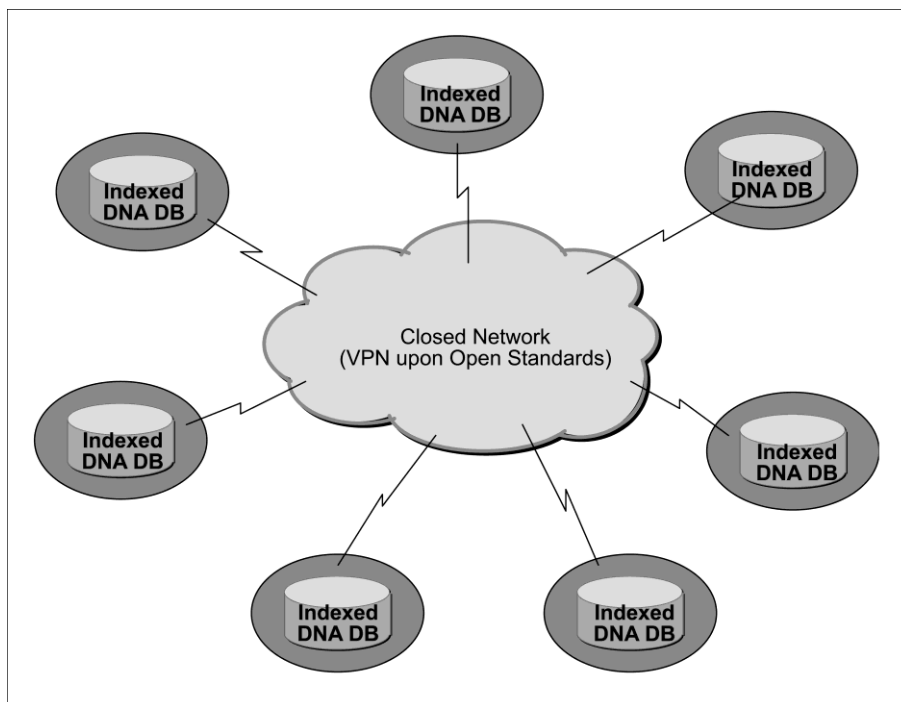 Indexed
DNA DB
Indexed
DNA DB
Indexed
DNA DB
Closed Network
(VPN upon Open Standards)
Indexed
DNA DB
Indexed
DNA DB
Indexed
DNA DB
Indexed
DNA DB